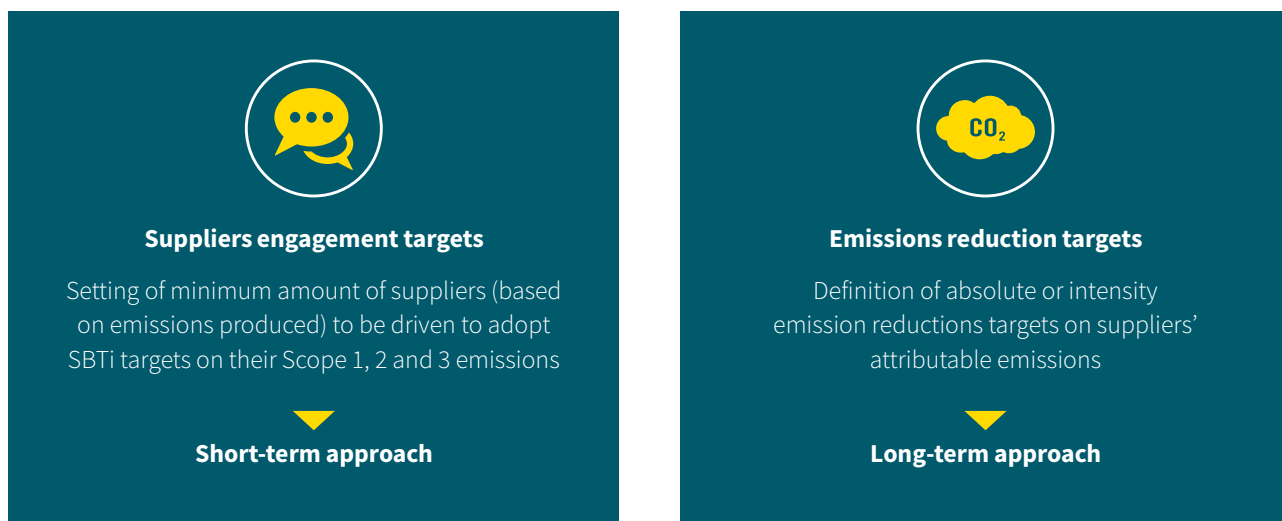 Suppliers engagement targets
Setting of minimum amount of suppliers (based
on emissions produced) to be driven to adopt
SBTi targets on their Scope 1, 2 and 3 emissions
Short-term approach
CO₂
Emissions reduction targets
Definition of absolute or intensity
emission reductions targets on suppliers’
attributable emissions
Long-term approach